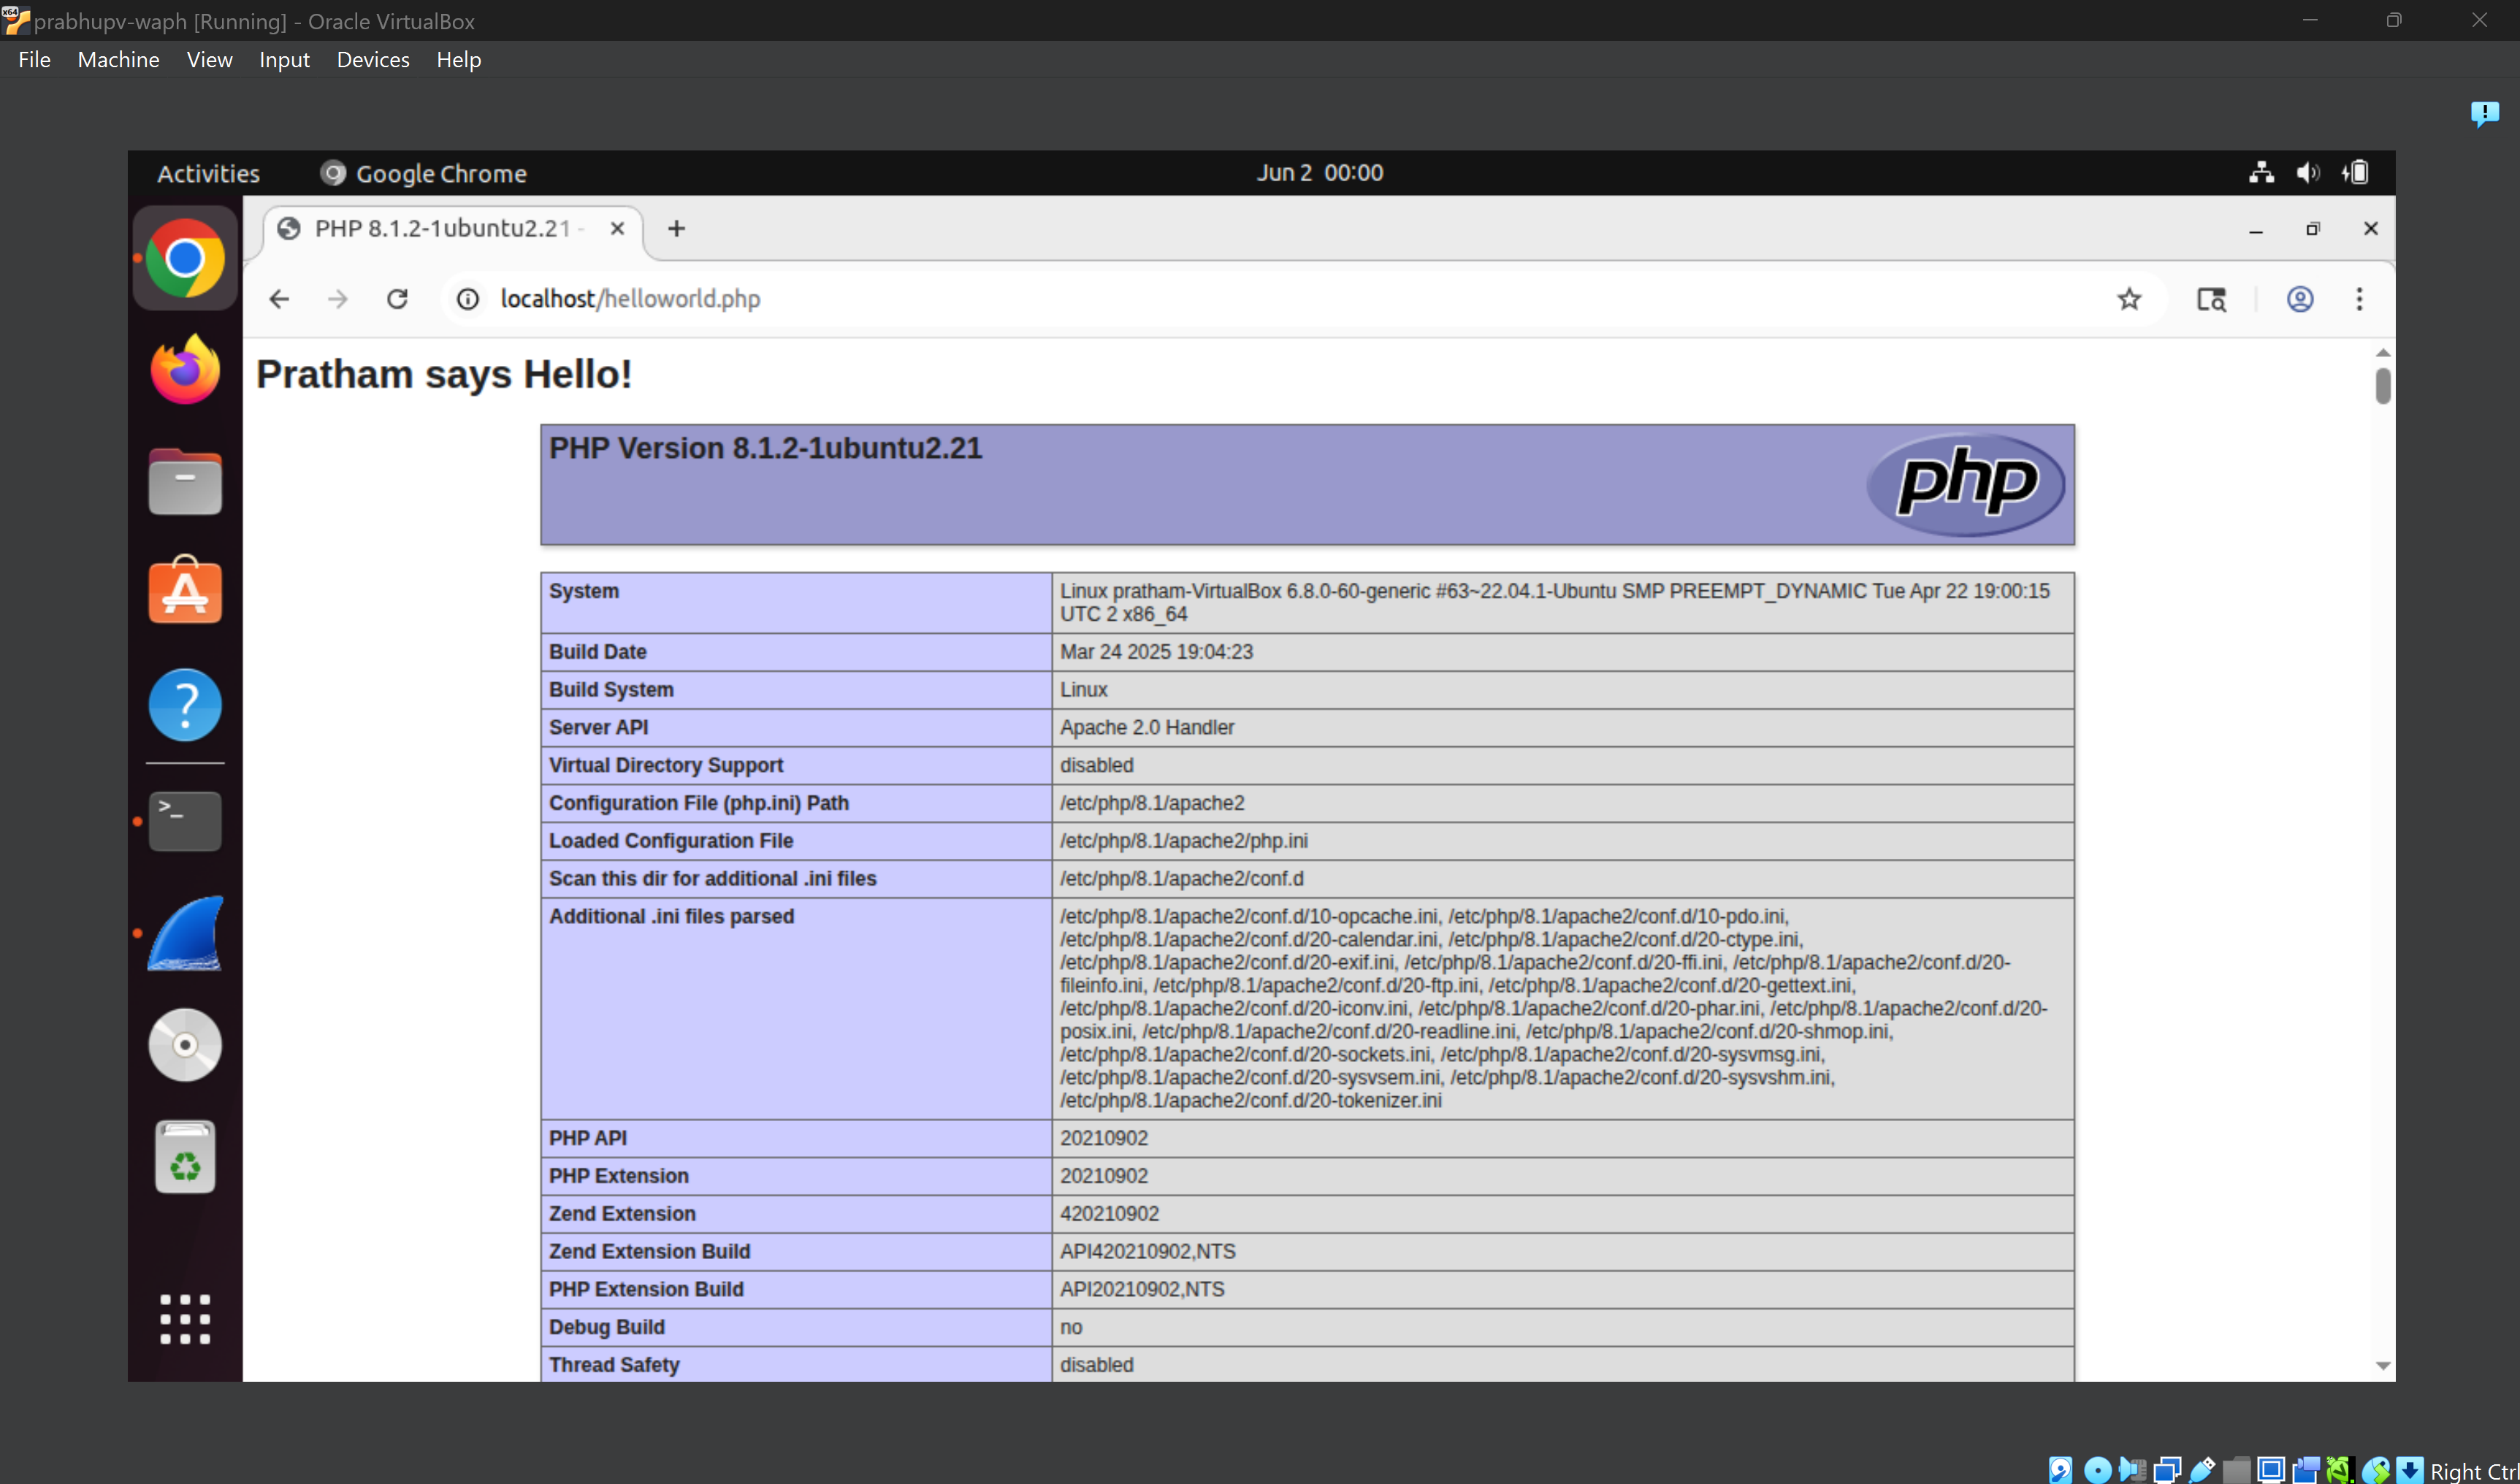 prabhupv-waph [Running] - Oracle VirtualBox
File Machine View Input Devices Help
Activities Google Chrome Jun 2 00:00
PHP 8.1.2-1ubuntu2.21 -
localhost/helloworld.php
Pratham says Hello!
PHP Version 8.1.2-1ubuntu2.21
php
System Linux pratham-VirtualBox 6.8.0-60-generic #63~22.04.1-Ubuntu SMP PREEMPT_DYNAMIC Tue Apr 22 19:00:15
UTC 2 x86_64
Build Date Mar 24 2025 19:04:23
Build System Linux
Server API Apache 2.0 Handler
Virtual Directory Support disabled
Configuration File (php.ini) Path /etc/php/8.1/apache2
Loaded Configuration File /etc/php/8.1/apache2/php.ini
Scan this dir for additional .ini files /etc/php/8.1/apache2/conf.d
Additional .ini files parsed /etc/php/8.1/apache2/conf.d/10-opcache.ini, /etc/php/8.1/apache2/conf.d/10-pdo.ini,
/etc/php/8.1/apache2/conf.d/20-calendar.ini, /etc/php/8.1/apache2/conf.d/20-ctype.ini,
/etc/php/8.1/apache2/conf.d/20-exif.ini, /etc/php/8.1/apache2/conf.d/20-ffi.ini, /etc/php/8.1/apache2/conf.d/20-
fileinfo.ini, /etc/php/8.1/apache2/conf.d/20-ftp.ini, /etc/php/8.1/apache2/conf.d/20-gettext.ini,
/etc/php/8.1/apache2/conf.d/20-iconv.ini, /etc/php/8.1/apache2/conf.d/20-phar.ini, /etc/php/8.1/apache2/conf.d/20-
posix.ini, /etc/php/8.1/apache2/conf.d/20-readline.ini, /etc/php/8.1/apache2/conf.d/20-shmop.ini,
/etc/php/8.1/apache2/conf.d/20-sockets.ini, /etc/php/8.1/apache2/conf.d/20-sysvmsg.ini,
/etc/php/8.1/apache2/conf.d/20-sysvsem.ini, /etc/php/8.1/apache2/conf.d/20-sysvshm.ini,
/etc/php/8.1/apache2/conf.d/20-tokenizer.ini
PHP API 20210902
PHP Extension 20210902
Zend Extension 420210902
Zend Extension Build API420210902,NTS
PHP Extension Build API20210902,NTS
Debug Build no
Thread Safety disabled
Right Ctrl